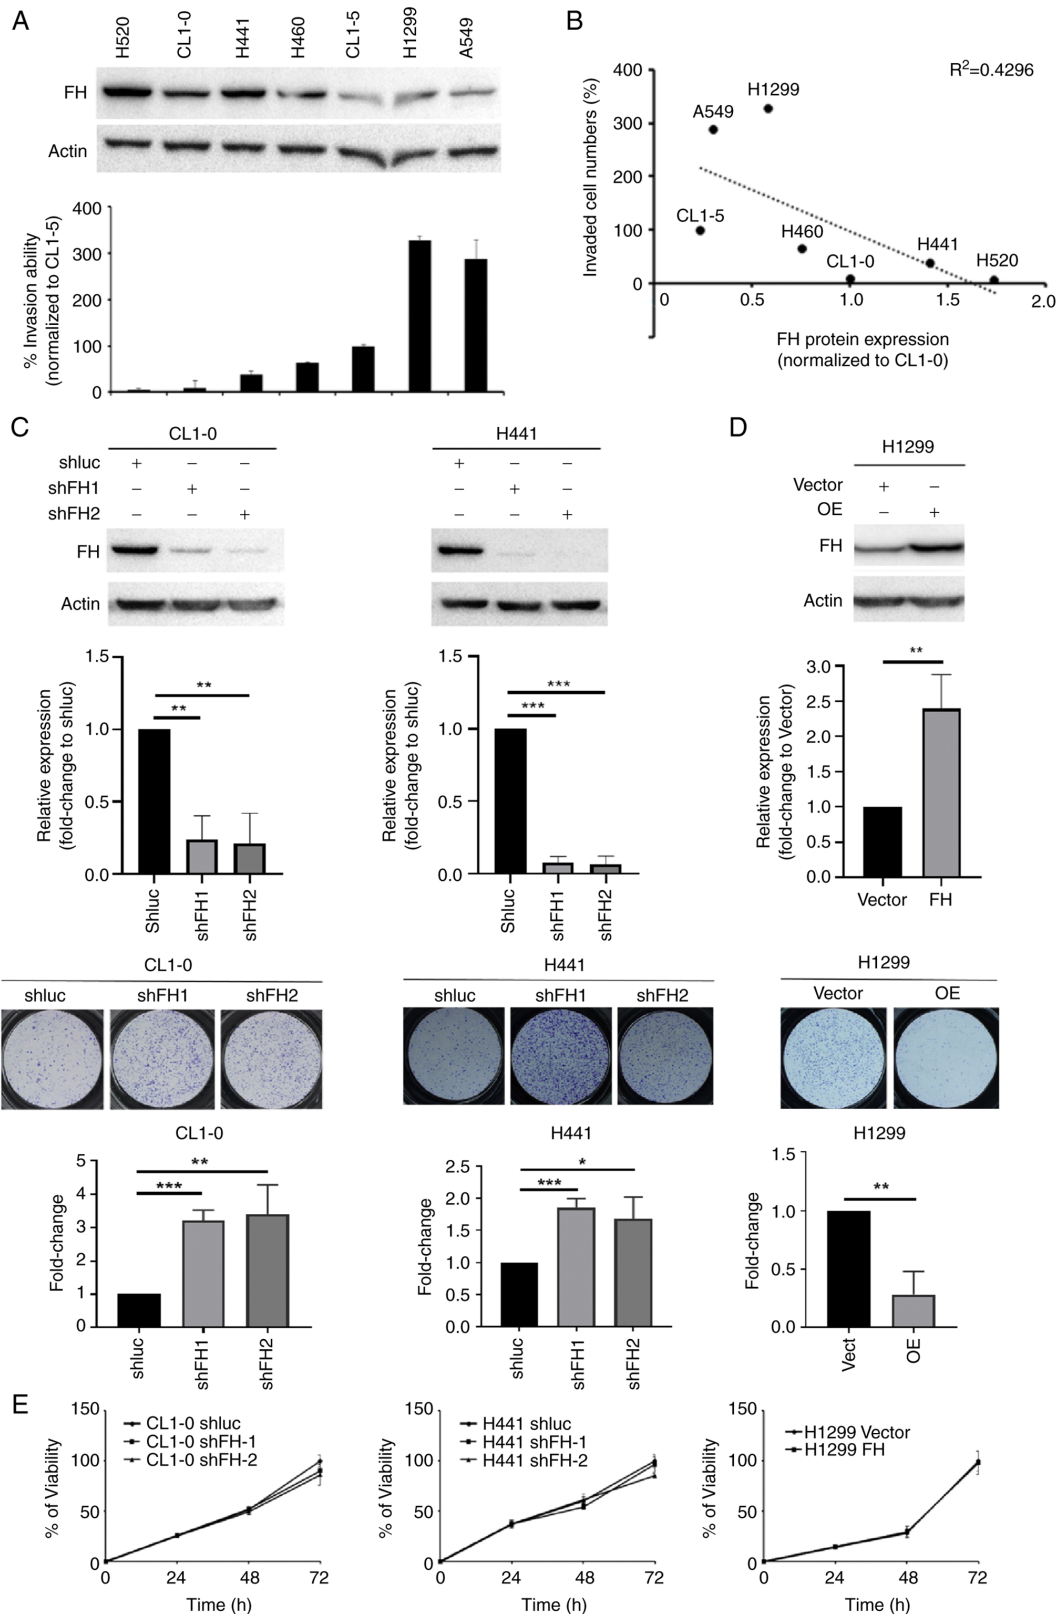 A
H520 CL1-0 H441 H460 CL1-5 H1299 A549
FH
Actin
% Invasion ability
(normalized to CL1-5)
400
300
200
100
0
B
R2=0.4296
Invaded cell numbers (%)
400
300
200
100
0
A549
H1299
CL1-5
H460
CL1-0
H441
H520
0 0.5 1.0 1.5 2.0
FH protein expression
(normalized to CL1-0)
C
CL1-0
shluc + − −
shFH1 − + −
shFH2 − − +
FH
Actin
H441
+ − −
− + −
− − +
D
H1299
Vector + −
OE − +
FH
Actin
Relative expression
(fold-change to shluc)
1.5
1.0
0.5
0.0
**
**
Shluc shFH1 shFH2
Relative expression
(fold-change to shluc)
1.5
1.0
0.5
0.0
***
***
Shluc shFH1 shFH2
Relative expression
(fold-change to Vector)
3.0
2.5
2.0
1.5
1.0
0.5
0.0
**
Vector FH
CL1-0
shluc shFH1 shFH2
H441
shluc shFH1 shFH2
H1299
Vector OE
CL1-0
Fold-change
5
4
3
2
1
0
**
***
shluc shFH1 shFH2
H441
Fold-change
2.5
2.0
1.5
1.0
0.5
0.0
*
***
shluc shFH1 shFH2
H1299
Fold-change
1.5
1.0
0.5
0.0
**
Vect OE
E
% of Viability
150
100
50
0
CL1-0 shluc
CL1-0 shFH-1
CL1-0 shFH-2
0 24 48 72
Time (h)
% of Viability
150
100
50
0
H441 shluc
H441 shFH-1
H441 shFH-2
0 24 48 72
Time (h)
% of Viability
150
100
50
0
H1299 Vector
H1299 FH
0 24 48 72
Time (h)